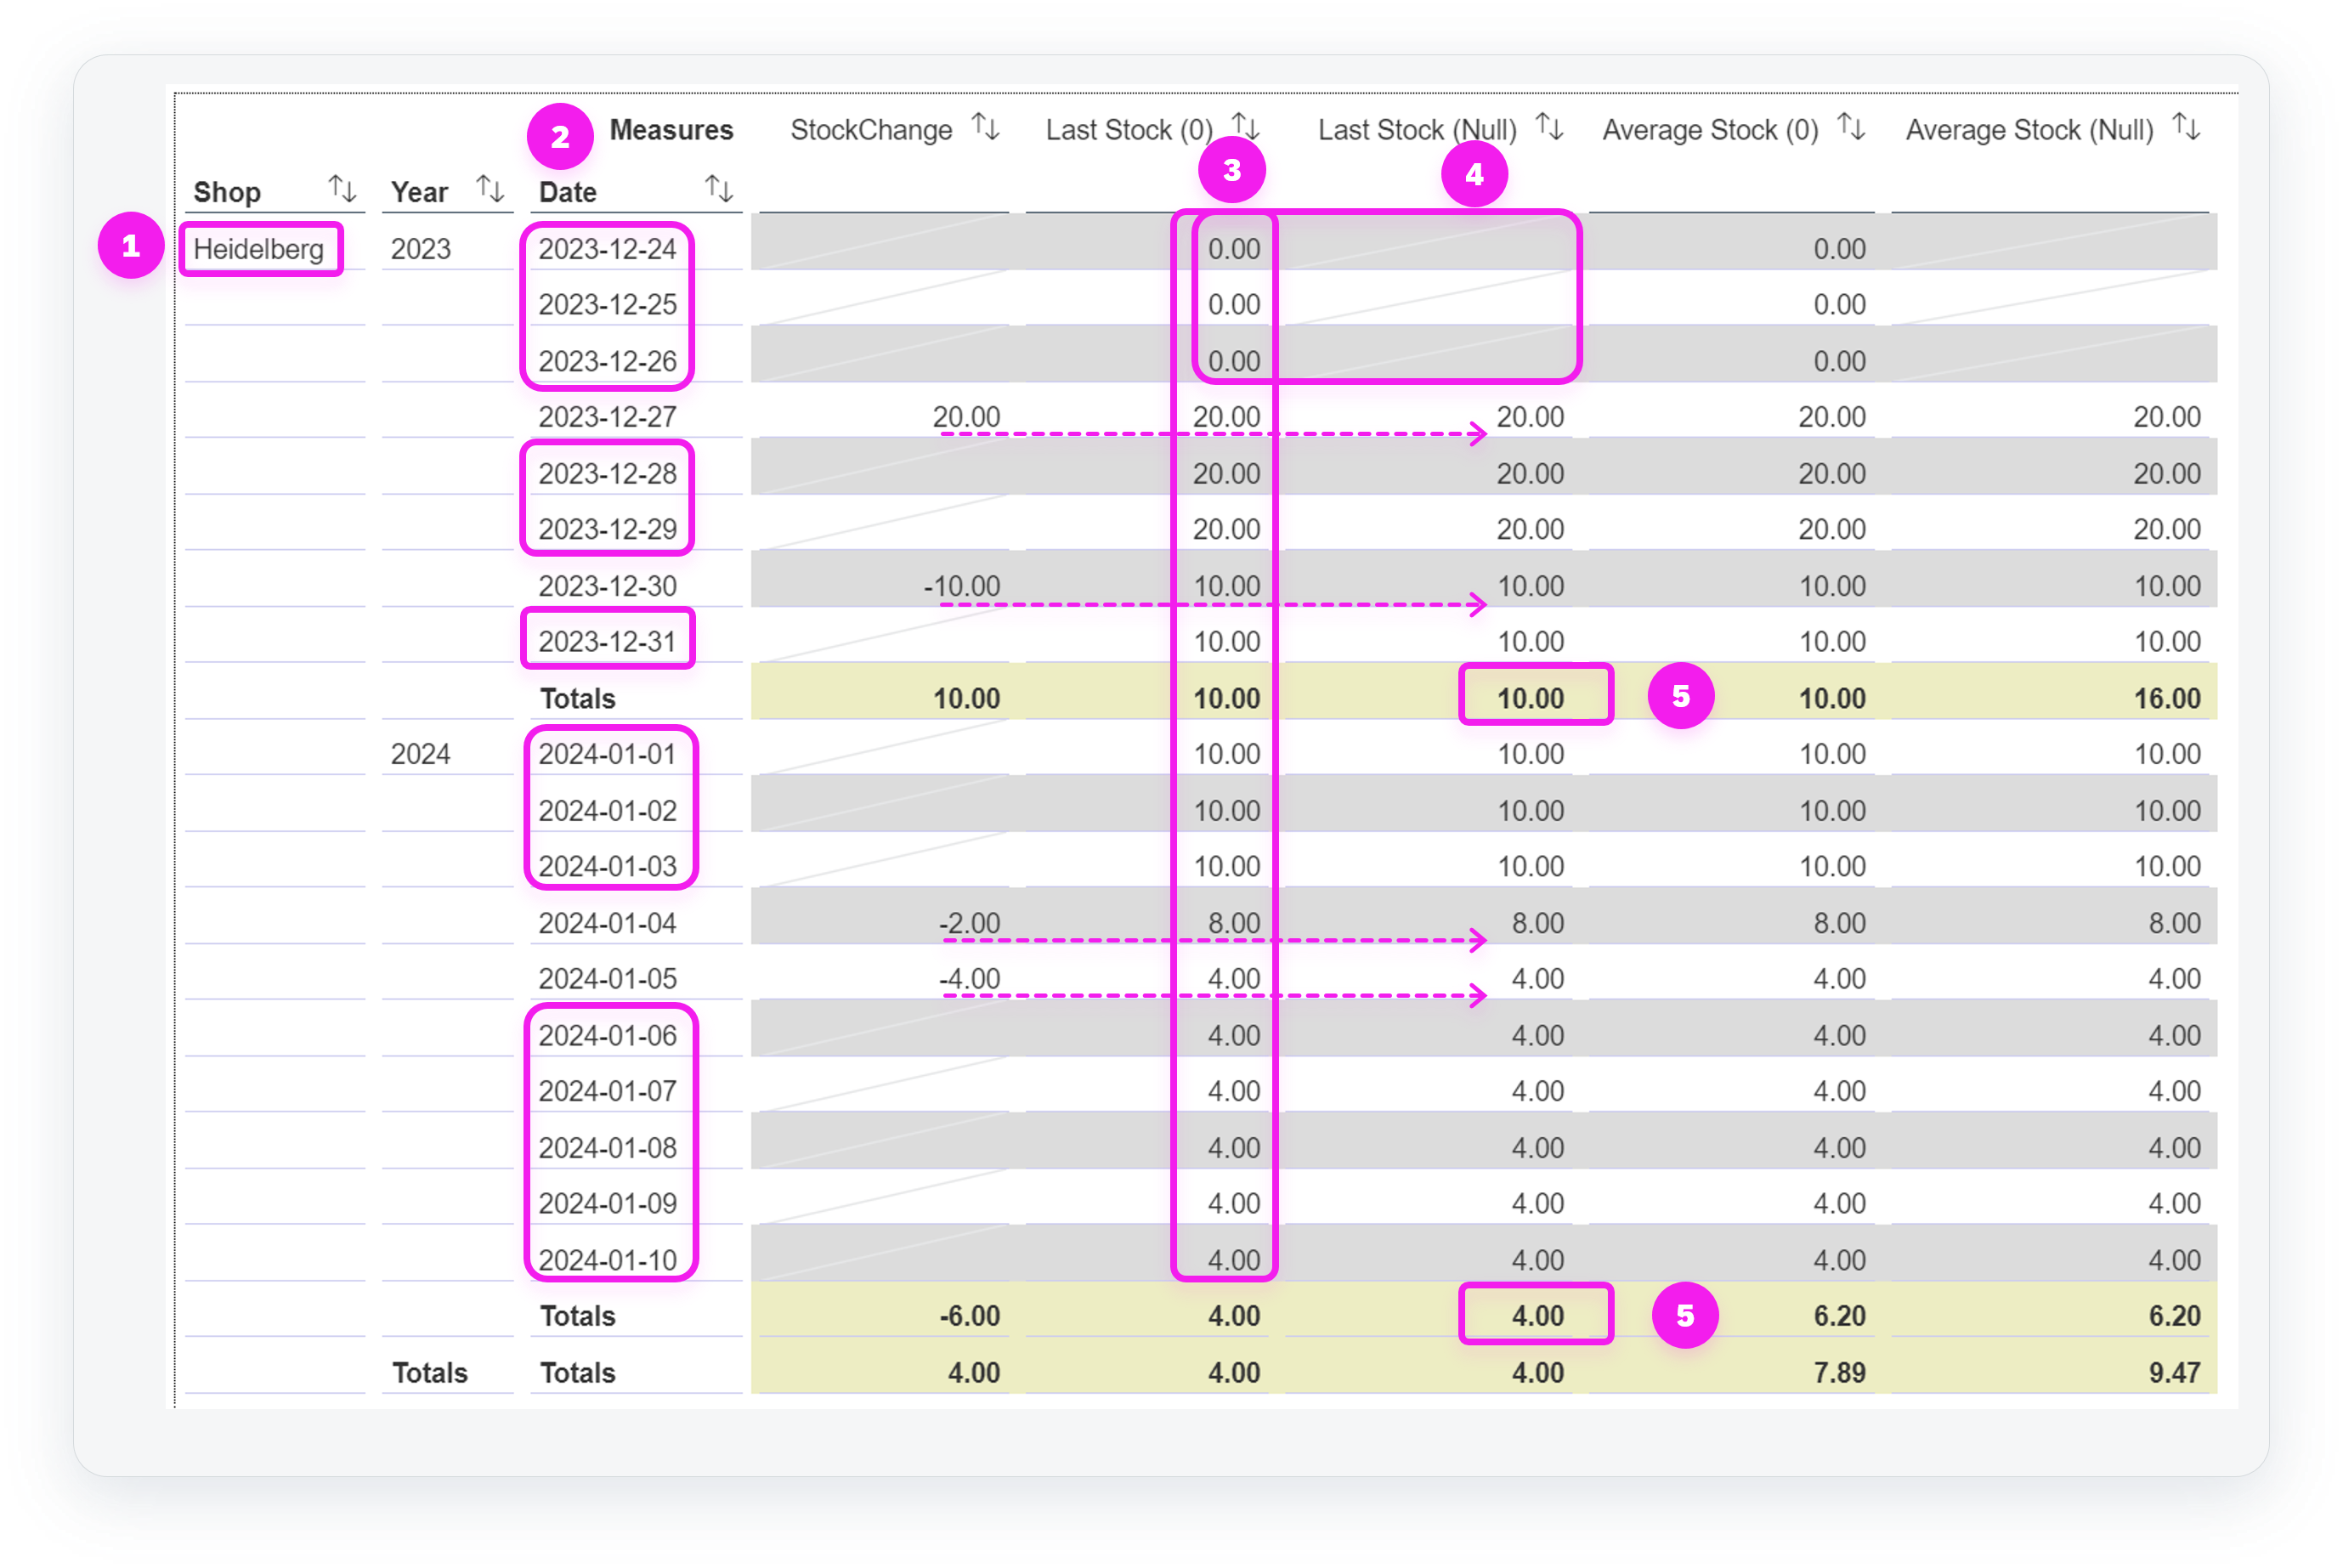 2 Measures StockChange Last Stock (0) Last Stock (Null) Average Stock (0) Average Stock (Null)
3 4
Shop Year Date
1 Heidelberg 2023 2023-12-24 0.00 0.00
2023-12-25 0.00 0.00
2023-12-26 0.00 0.00
2023-12-27 20.00 20.00 20.00 20.00 20.00
2023-12-28 20.00 20.00 20.00 20.00
2023-12-29 20.00 20.00 20.00 20.00
2023-12-30 -10.00 10.00 10.00 10.00 10.00
2023-12-31 10.00 10.00 10.00 10.00
Totals 10.00 10.00 10.00 5 10.00 16.00
2024 2024-01-01 10.00 10.00 10.00 10.00
2024-01-02 10.00 10.00 10.00 10.00
2024-01-03 10.00 10.00 10.00 10.00
2024-01-04 -2.00 8.00 8.00 8.00 8.00
2024-01-05 -4.00 4.00 4.00 4.00 4.00
2024-01-06 4.00 4.00 4.00 4.00
2024-01-07 4.00 4.00 4.00 4.00
2024-01-08 4.00 4.00 4.00 4.00
2024-01-09 4.00 4.00 4.00 4.00
2024-01-10 4.00 4.00 4.00 4.00
Totals -6.00 4.00 4.00 5 6.20 6.20
Totals Totals 4.00 4.00 4.00 7.89 9.47